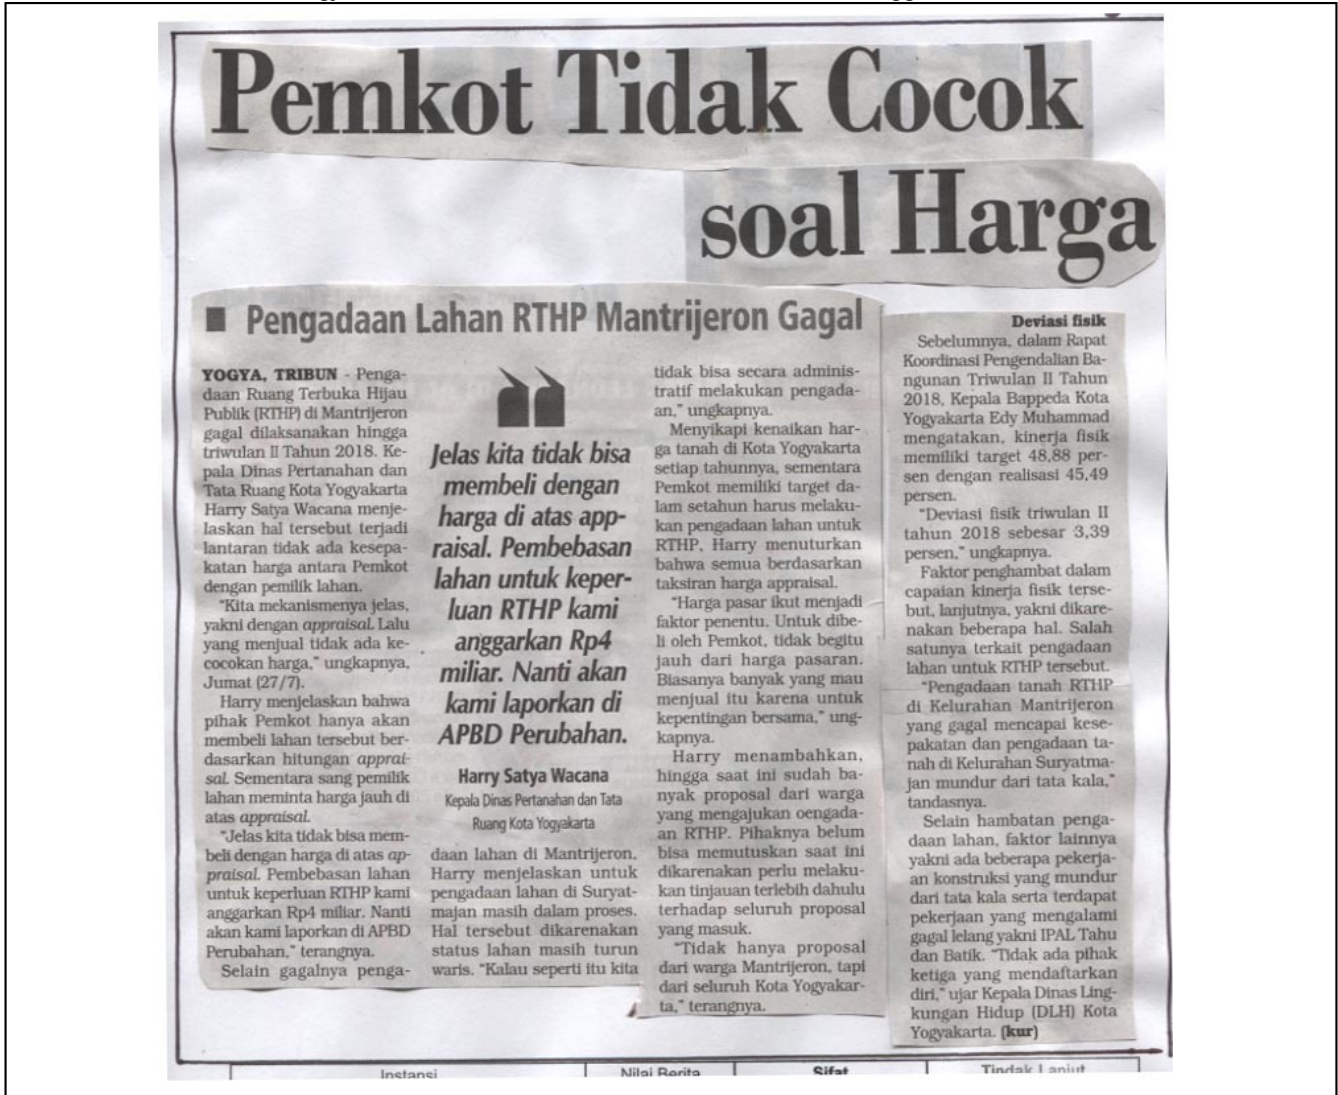 Pemkot Tidak Cocok
soal Harga
■ Pengadaan Lahan RTHP Mantrijeron Gagal
YOGYA, TRIBUN - Penga-
daan Ruang Terbuka Hijau
Publik (RTHP) di Mantrijeron
gagal dilaksanakan hingga
triwulan II Tahun 2018. Ke-
pala Dinas Pertanahan dan
Tata Ruang Kota Yogyakarta
Harry Satya Wacana menje-
laskan hal tersebut terjadi
lantaran tidak ada kesepa-
katan harga antara Pemkot
dengan pemilik lahan.
"Kita mekanismenya jelas,
yakni dengan appraisal. Lalu
yang menjual tidak ada ke-
cocokan harga," ungkapnya,
Jumat (27/7).
Harry menjelaskan bahwa
pihak Pemkot hanya akan
membeli lahan tersebut ber-
dasarkan hitungan apprai-
sal. Sementara sang pemilik
lahan meminta harga jauh di
atas appraisal.
"Jelas kita tidak bisa mem-
beli dengan harga di atas ap-
praisal. Pembebasan lahan
untuk keperluan RTHP kami
anggarkan Rp4 miliar. Nanti
akan kami laporkan di APBD
Perubahan," terangnya.
Selain gagalnya penga-
Jelas kita tidak bisa
membeli dengan
harga di atas app-
raisal. Pembebasan
lahan untuk keper-
luan RTHP kami
anggarkan Rp4
miliar. Nanti akan
kami laporkan di
APBD Perubahan.
Harry Satya Wacana
Kepala Dinas Pertanahan dan Tata
Ruang Kota Yogyakarta
daan lahan di Mantrijeron,
Harry menjelaskan untuk
pengadaan lahan di Suryat-
majan masih dalam proses.
Hal tersebut dikarenakan
status lahan masih turun
waris. "Kalau seperti itu kita
tidak bisa secara adminis-
tratif melakukan pengada-
an," ungkapnya.
Menyikapi kenaikan har-
ga tanah di Kota Yogyakarta
setiap tahunnya, sementara
Pemkot memiliki target da-
lam setahun harus melaku-
kan pengadaan lahan untuk
RTHP, Harry menuturkan
bahwa semua berdasarkan
taksiran harga appraisal.
"Harga pasar ikut menjadi
faktor penentu. Untuk dibe-
li oleh Pemkot, tidak begitu
jauh dari harga pasaran.
Biasanya banyak yang mau
menjual itu karena untuk
kepentingan bersama," ung-
kapnya.
Harry menambahkan,
hingga saat ini sudah ba-
nyak proposal dari warga
yang mengajukan oengada-
an RTHP. Pihaknya belum
bisa memutuskan saat ini
dikarenakan perlu melaku-
kan tinjauan terlebih dahulu
terhadap seluruh proposal
yang masuk.
"Tidak hanya proposal
dari warga Mantrijeron, tapi
dari seluruh Kota Yogyakar-
ta," terangnya.
Deviasi fisik
Sebelumnya, dalam Rapat
Koordinasi Pengendalian Ba-
ngunan Triwulan II Tahun
2018, Kepala Bappeda Kota
Yogyakarta Edy Muhammad
mengatakan, kinerja fisik
memiliki target 48,88 per-
sen dengan realisasi 45,49
persen.
"Deviasi fisik triwulan II
tahun 2018 sebesar 3,39
persen," ungkapnya.
Faktor penghambat dalam
capaian kinerja fisik terse-
but, lanjutnya, yakni dikare-
nakan beberapa hal. Salah
satunya terkait pengadaan
lahan untuk RTHP tersebut.
"Pengadaan tanah RTHP
di Kelurahan Mantrijeron
yang gagal mencapai kese-
pakatan dan pengadaan ta-
nah di Kelurahan Suryatma-
jan mundur dari tata kala,"
tandasnya.
Selain hambatan penga-
daan lahan, faktor lainnya
yakni ada beberapa pekerja-
an konstruksi yang mundur
dari tata kala serta terdapat
pekerjaan yang mengalami
gagal lelang yakni IPAL Tahu
dan Batik. "Tidak ada pihak
ketiga yang mendaftarkan
diri," ujar Kepala Dinas Ling-
kungan Hidup (DLH) Kota
Yogyakarta. (kur)
Instansi Nilai Berita Sifat Tindak Lanjut